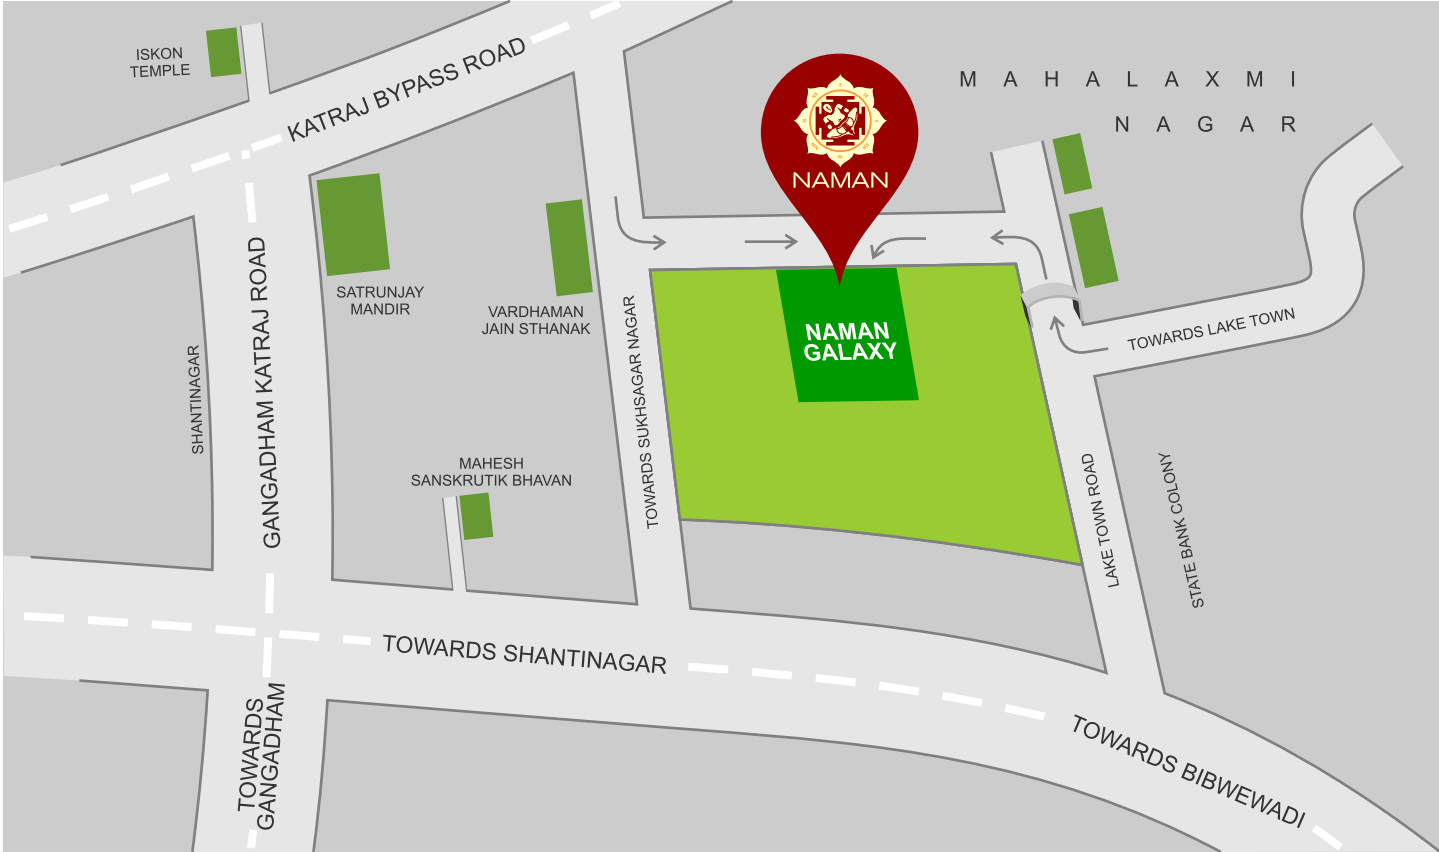 ISKON
TEMPLE
KATRAJ BYPASS ROAD
MAHALAXMI
NAGAR
NAMAN
SATRUNJAY
MANDIR
VARDHAMAN
JAIN STHANAK
NAMAN
GALAXY
TOWARDS LAKE TOWN
SHANTINAGAR
GANGADHAM KATRAJ ROAD
TOWARDS SUKHSAGAR NAGAR
MAHESH
SANSKRUTIK BHAVAN
LAKE TOWN ROAD
STATE BANK COLONY
TOWARDS SHANTINAGAR
TOWARDS
GANGADHAM
TOWARDS BIBWEWADI